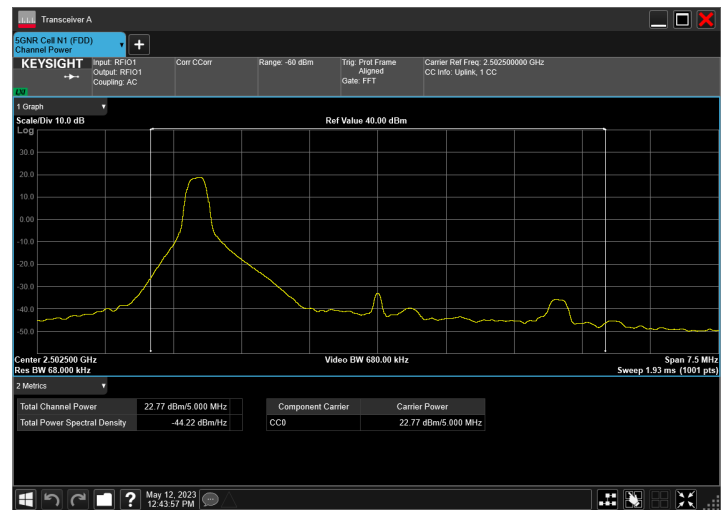 Transceiver A
5GNR Cell N1 (FDD)
Channel Power
KEYSIGHT
LXI
Input: RFIO1
Output: RFIO1
Coupling: AC
Corr CCorr
Range: -60 dBm
Trig: Prot Frame
Aligned
Gate: FFT
Carrier Ref Freq: 2.502500000 GHz
CC Info: Uplink, 1 CC
1 Graph
Scale/Div 10.0 dB
Ref Value 40.00 dBm
Log
30.0
20.0
10.0
0.00
-10.0
-20.0
-30.0
-40.0
-50.0
Center 2.502500 GHz
Video BW 680.00 kHz
Span 7.5 MHz
Res BW 68.000 kHz
Sweep 1.93 ms (1001 pts)
2 Metrics
Total Channel Power 22.77 dBm/5.000 MHz
Total Power Spectral Density -44.22 dBm/Hz
Component Carrier Carrier Power
CC0 22.77 dBm/5.000 MHz
?
May 12, 2023
12:43:57 PM